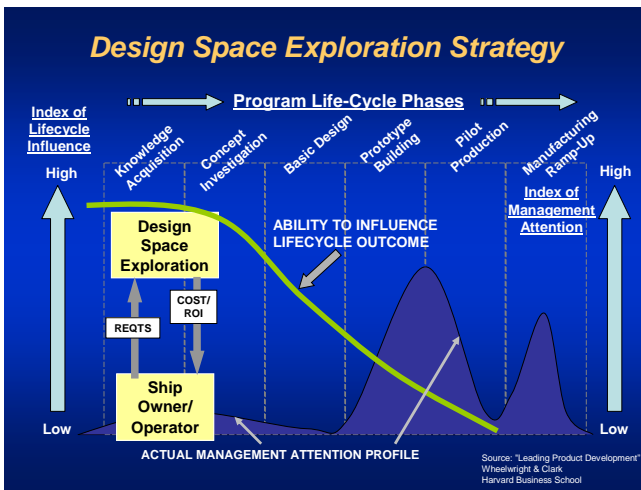 Design Space Exploration Strategy
Program Life-Cycle Phases
Index of
Lifecycle
Influence
High
Low
Knowledge
Acquisition
Concept
Investigation
Basic Design
Prototype
Building
Pilot
Production
Manufacturing
Ramp-Up
Index of
Management
Attention
High
Low
Design
Space
Exploration
ABILITY TO INFLUENCE
LIFECYCLE OUTCOME
REQTS
COST/
ROI
Ship
Owner/
Operator
ACTUAL MANAGEMENT ATTENTION PROFILE
Source: "Leading Product Development"
Wheelwright & Clark
Harvard Business School